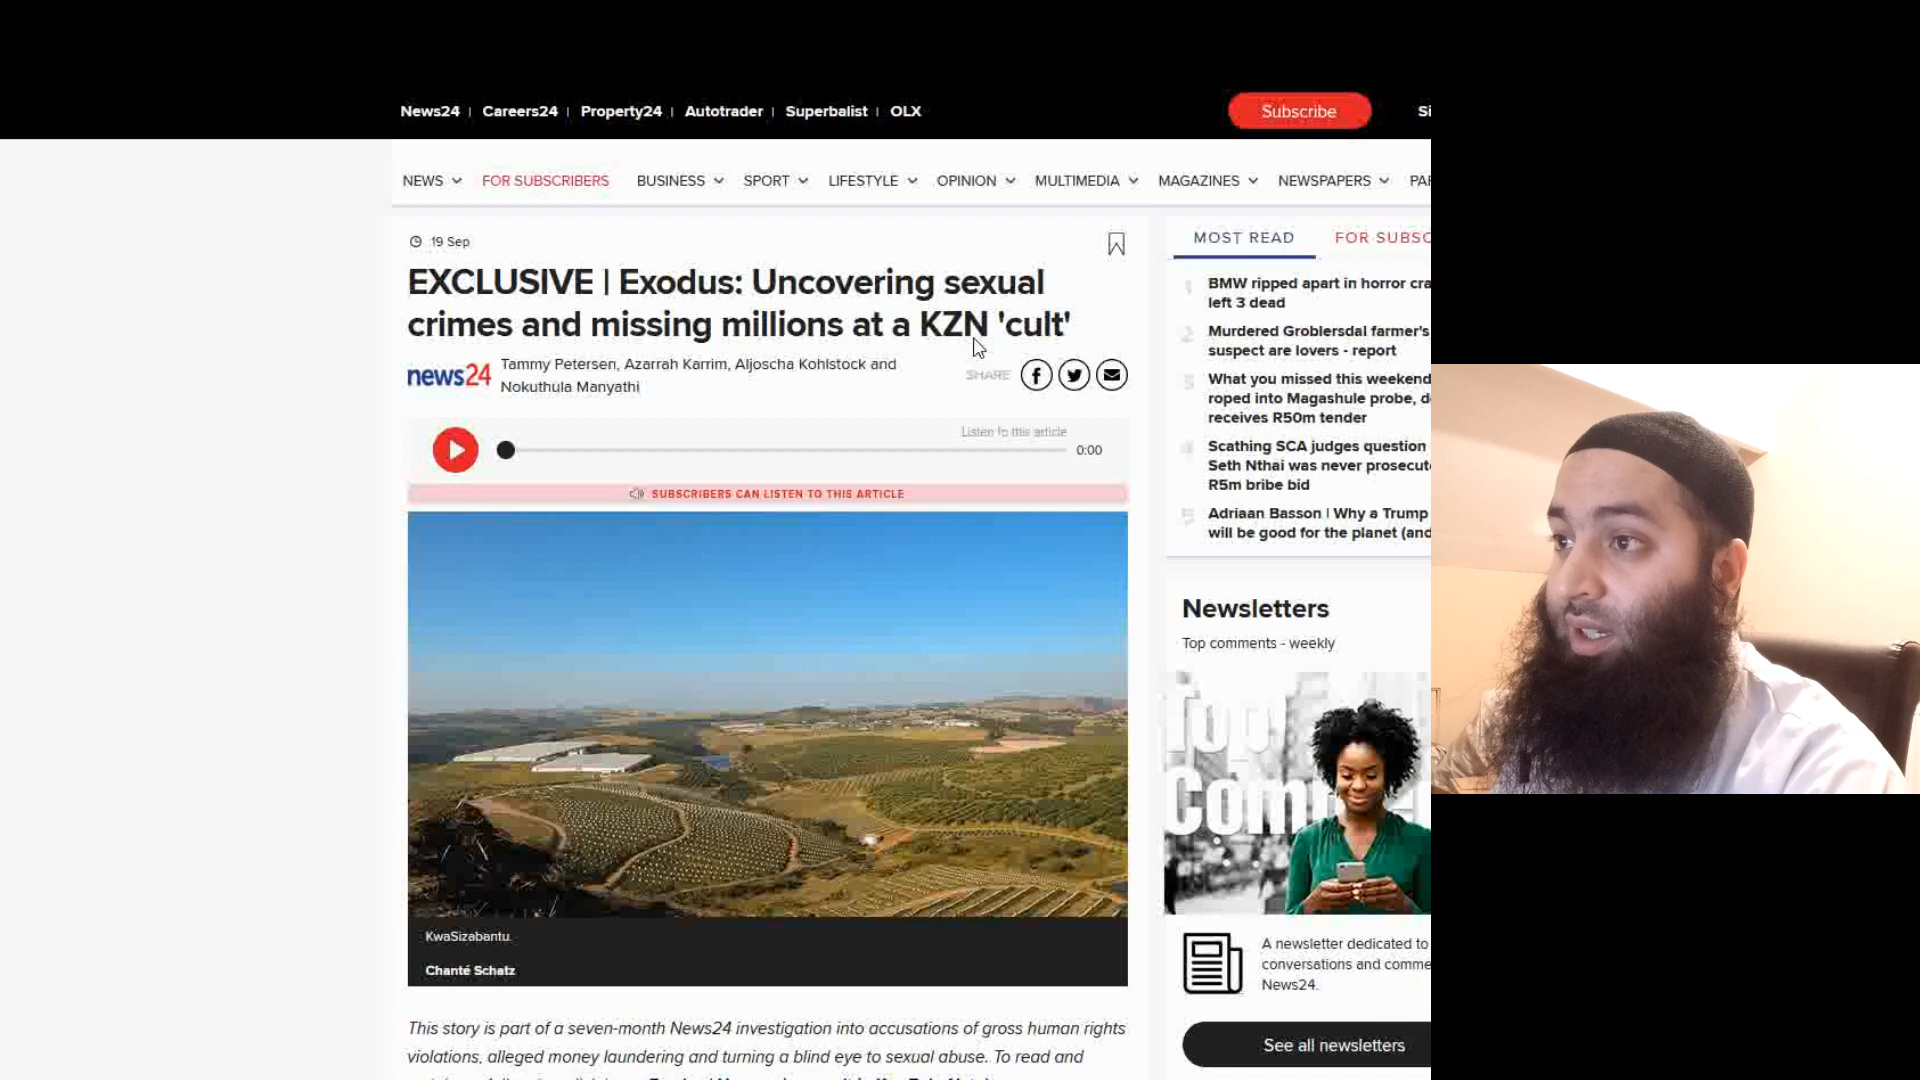 News24 | Careers24 | Property24 | Autotrader | Superbalist | OLX
Subscribe
Si
NEWS
FOR SUBSCRIBERS
BUSINESS
SPORT
LIFESTYLE
OPINION
MULTIMEDIA
MAGAZINES
NEWSPAPERS
PA
19 Sep
EXCLUSIVE | Exodus: Uncovering sexual
crimes and missing millions at a KZN 'cult'
news24
Tammy Petersen, Azarrah Karrim, Aljoscha Kohlstock and
Nokuthula Manyathi
SHARE
Listen to this article
0:00
SUBSCRIBERS CAN LISTEN TO THIS ARTICLE
KwaSizabantu
Chanté Schatz
This story is part of a seven-month News24 investigation into accusations of gross human rights
violations, alleged money laundering and turning a blind eye to sexual abuse. To read and
MOST READ
FOR SUBSC
BMW ripped apart in horror cra
left 3 dead
Murdered Groblersdal farmer's
suspect are lovers - report
What you missed this weekend
roped into Magashule probe, d
receives R50m tender
Scathing SCA judges question
Seth Nthai was never prosecut
R5m bribe bid
Adriaan Basson | Why a Trump
will be good for the planet (and
Newsletters
Top comments - weekly
Top
Com
A newsletter dedicated to
conversations and comme
News24.
See all newsletters